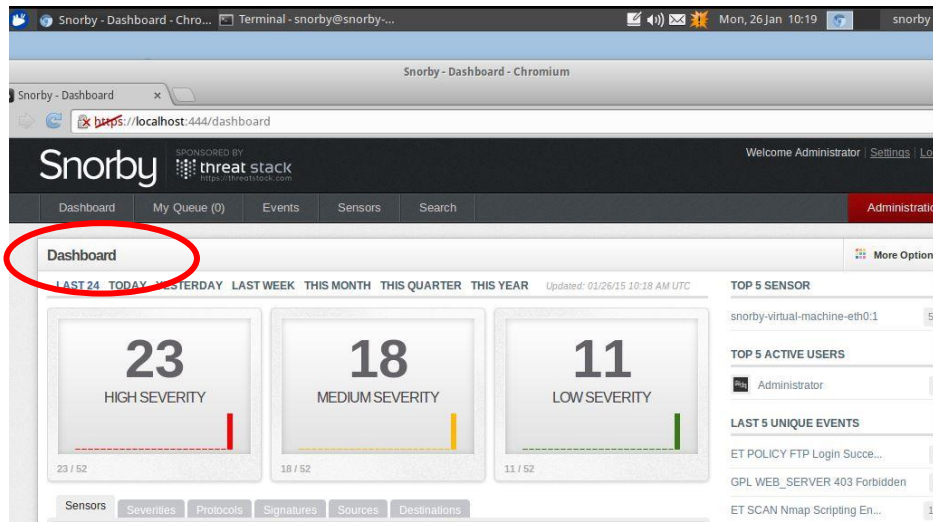 Snorby - Dashboard - Chro... Terminal - snorby@snorby-... Mon, 26 Jan 10:19 snorby
Snorby - Dashboard - Chromium
Snorby - Dashboard
https://localhost:444/dashboard
Snorby SPONSORED BY threat stack https://threatstack.com Welcome Administrator | Settings | Lo
Dashboard My Queue (0) Events Sensors Search Administratio
Dashboard More Option
LAST 24 TODAY YESTERDAY LAST WEEK THIS MONTH THIS QUARTER THIS YEAR Updated: 01/26/15 10:18 AM UTC
23
HIGH SEVERITY
23 / 52
18
MEDIUM SEVERITY
18 / 52
11
LOW SEVERITY
11 / 52
TOP 5 SENSOR
snorby-virtual-machine-eth0:1 5
TOP 5 ACTIVE USERS
Administrator
LAST 5 UNIQUE EVENTS
ET POLICY FTP Login Succe...
GPL WEB_SERVER 403 Forbidden
ET SCAN Nmap Scripting En... 1
Sensors Severities Protocols Signatures Sources Destinations